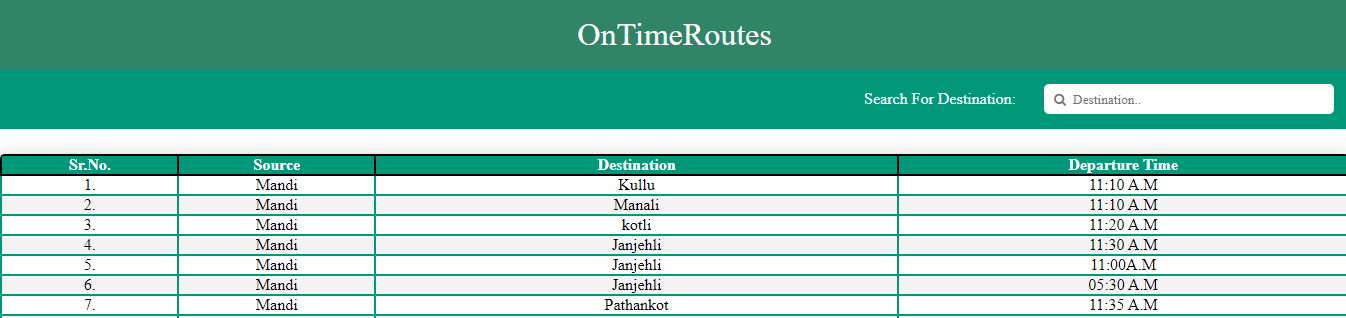 OnTimeRoutes
Search For Destination: Destination..
Sr.No. Source Destination Departure Time
1. Mandi Kullu 11:10 A.M
2. Mandi Manali 11:10 A.M
3. Mandi kotli 11:20 A.M
4. Mandi Janjehli 11:30 A.M
5. Mandi Janjehli 11:00A.M
6. Mandi Janjehli 05:30 A.M
7. Mandi Pathankot 11:35 A.M